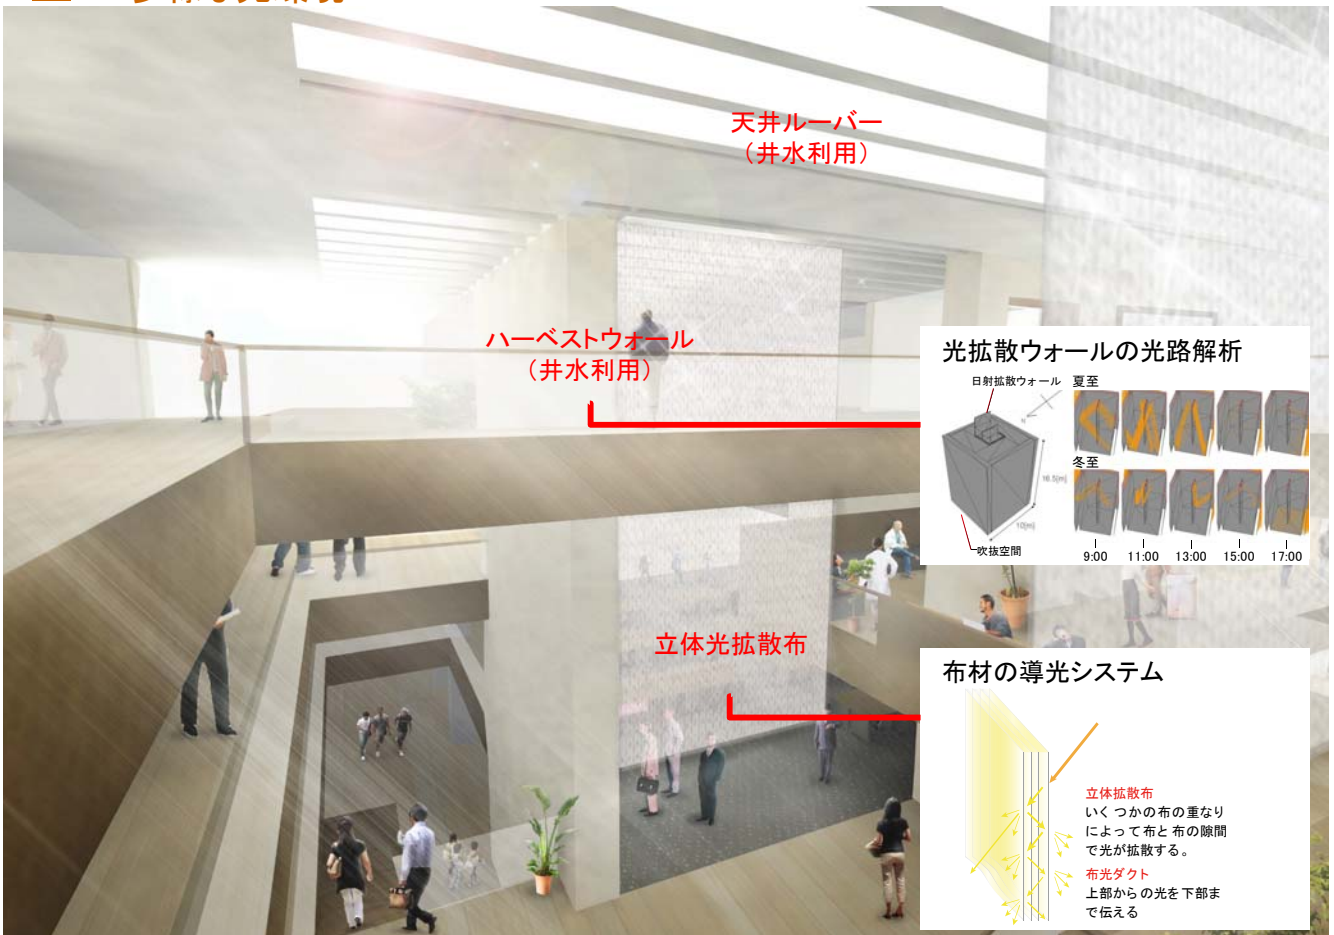 天井ルーバー
（井水利用）
ハーベストウォール
（井水利用）
光拡散ウォールの光路解析
日射拡散ウォール
夏至
冬至
16.5[m]
10[m]
吹抜空間
9:00 11:00 13:00 15:00 17:00
立体光拡散布
布材の導光システム
立体拡散布
いくつかの布の重なり
によって布と布の隙間
で光が拡散する。
布光ダクト
上部からの光を下部ま
で伝える